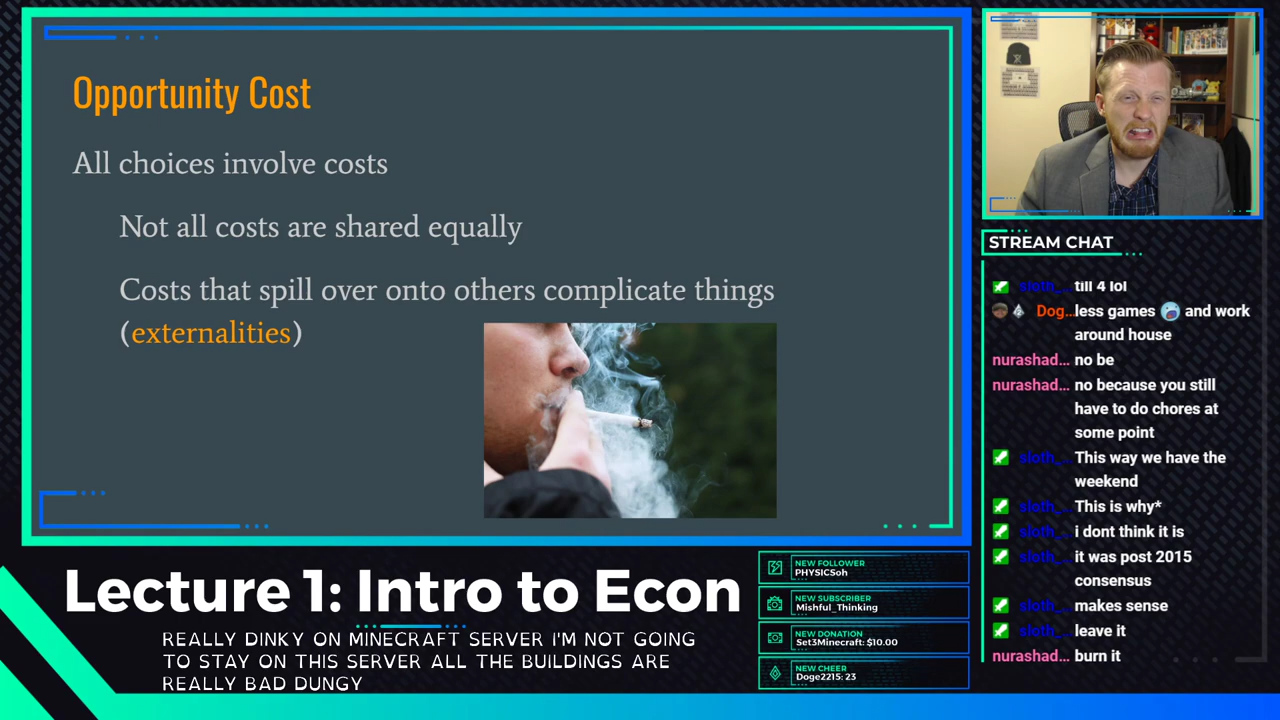 Opportunity Cost
All choices involve costs
Not all costs are shared equally
Costs that spill over onto others complicate things
(externalities)
STREAM CHAT
sloth_... till 4 lol
Dog... less games and work
around house
nurashad... no be
nurashad... no because you still
have to do chores at
some point
sloth_... This way we have the
weekend
sloth_... This is why*
sloth_... i dont think it is
sloth_... it was post 2015
consensus
sloth_... makes sense
sloth_... leave it
nurashad... burn it
Lecture 1: Intro to Econ
REALLY DINKY ON MINECRAFT SERVER I'M NOT GOING
TO STAY ON THIS SERVER ALL THE BUILDINGS ARE
REALLY BAD DUNGY
NEW FOLLOWER
PHYSICSoh
NEW SUBSCRIBER
Mishful_Thinking
NEW DONATION
Set3Minecraft: $10.00
NEW CHEER
Doge2215: 23